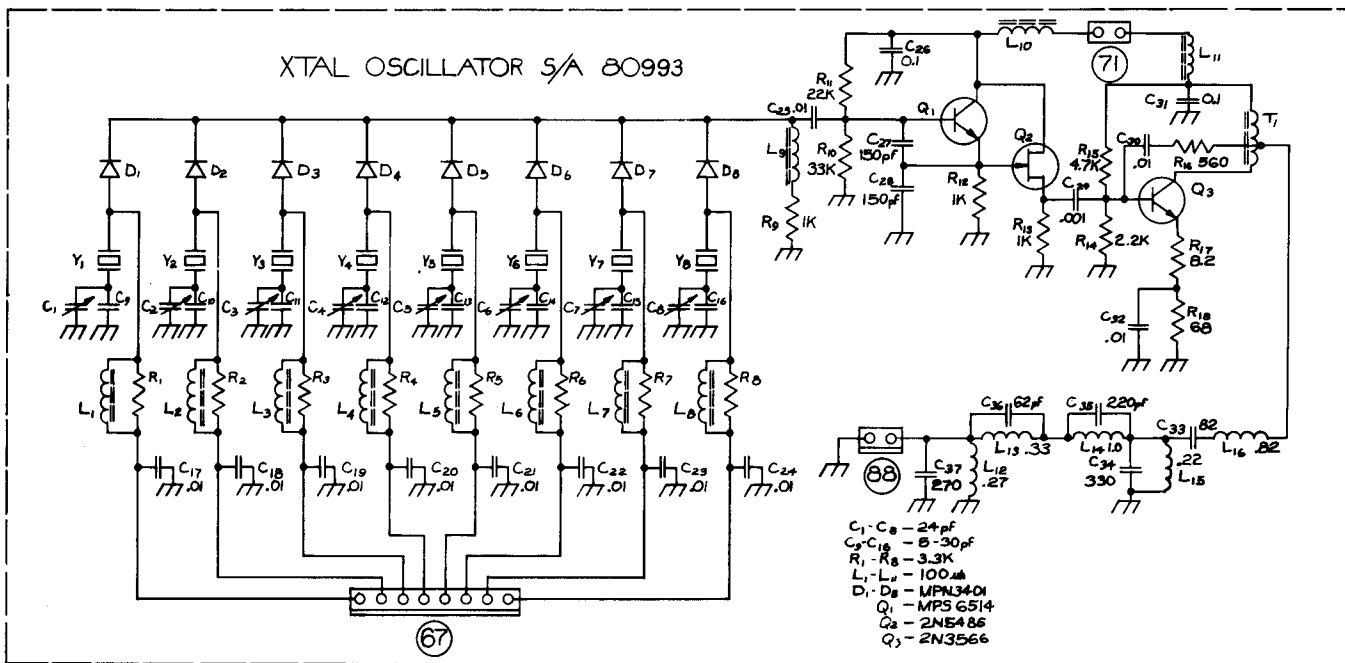 XTAL OSCILLATOR S/A 80993
D1 D2 D3 D4 D5 D6 D7 D8
Y1 Y2 Y3 Y4 Y5 Y6 Y7 Y8
C1 C9 C2 C10 C3 C11 C4 C12 C5 C13 C6 C14 C7 C15 C8 C16
R1 R2 R3 R4 R5 R6 R7 R8
L1 L2 L3 L4 L5 L6 L7 L8
C17 C18 C19 C20 C21 C22 C23 C24
.01 .01 .01 .01 .01 .01 .01 .01
67
C25 .01
L9
R9 1K
R11
22K
R10
33K
C26
0.1
C27
150pf
C28
150pf
Q1
R12
1K
Q2
R13
1K
L10
71
L11
C31 0.1
T1
R15
4.7K
C30
.01
R16 560
C29
.001
Q3
R14 2.2K
R17
8.2
C32
.01
R18
68
C36 62pf
C35 220pf
C33 82
L16 .82
L13 .33
L14 1.0
88
C37
270
L12
.27
C34
330
.22
L15
C1-C8 - 24pf
C9-C16 - 5-30pf
R1-R8 - 3.3K
L1-L11 - 100uh
D1-D8 - MPN3401
Q1 - MPS 6514
Q2 - 2N5486
Q3 - 2N3566